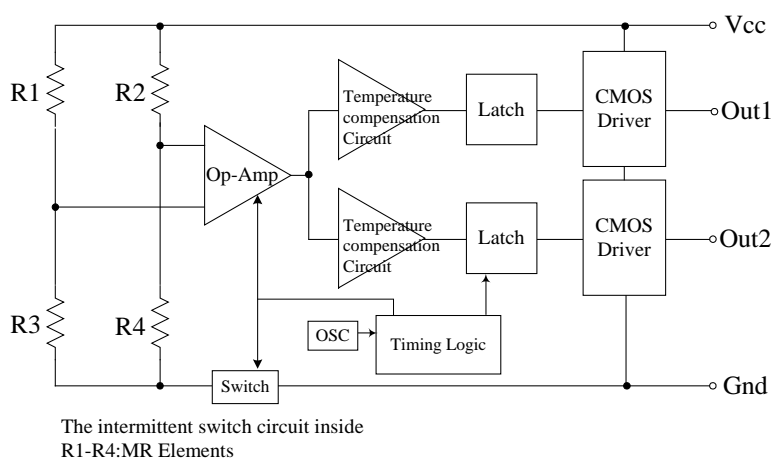 Vcc
R1
R2
Temperature
compensation
Circuit
Latch
CMOS
Driver
Out1
Op-Amp
Temperature
compensation
Circuit
Latch
CMOS
Driver
Out2
R3
R4
OSC
Timing Logic
Switch
Gnd
The intermittent switch circuit inside
R1-R4:MR Elements